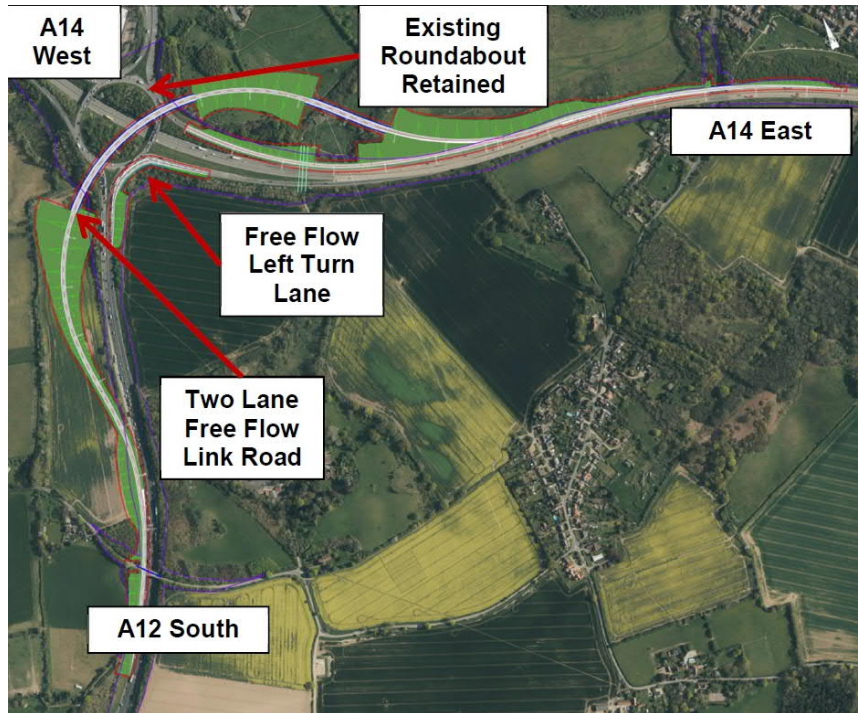 A14
West
Existing
Roundabout
Retained
A14 East
Free Flow
Left Turn
Lane
Two Lane
Free Flow
Link Road
A12 South